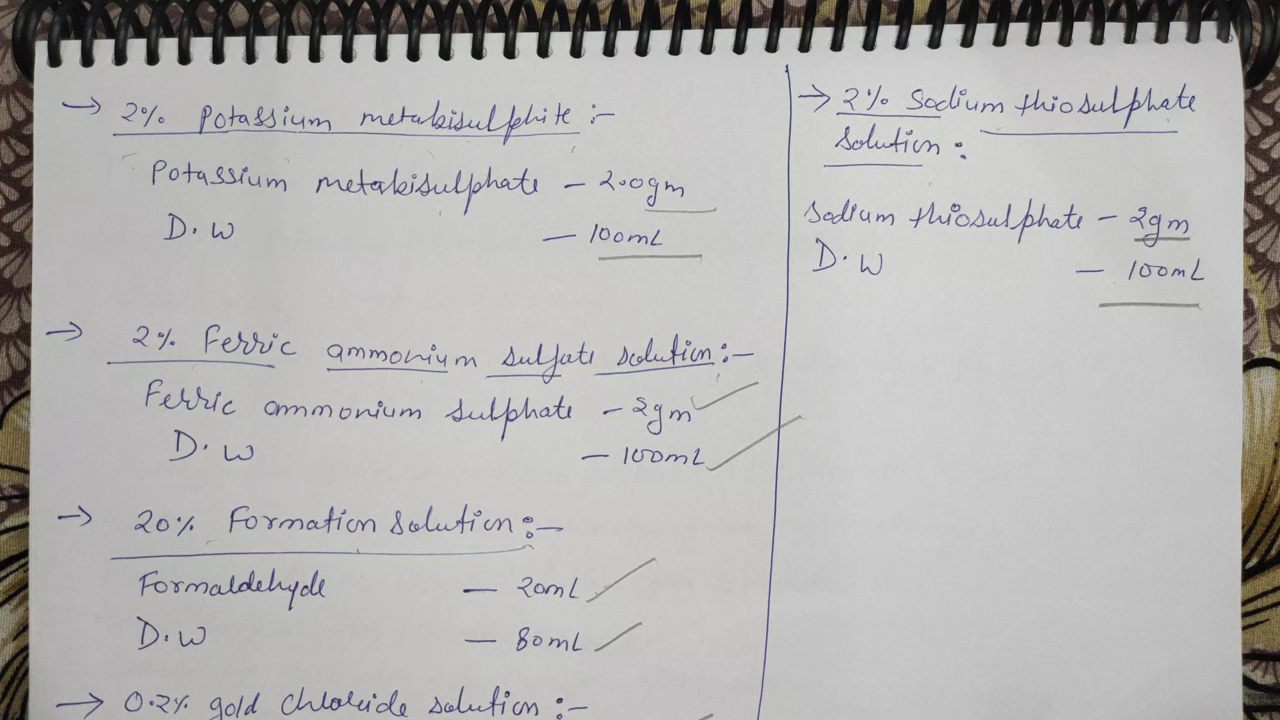 → 2% Potassium metabisulphite :-
Potassium metabisulphate - 2.0gm
D.W - 100mL
→ 2% Ferric ammonium sulfate solution :-
Ferric ammonium sulphate - 2gm
D.W - 100mL
→ 20% Formation solution :-
Formaldehyde - 20mL
D.W - 80mL
→ 0.2% gold chloride solution :-
→ 2% Sodium thiosulphate
solution :
Sodium thiosulphate - 2gm
D.W - 100mL